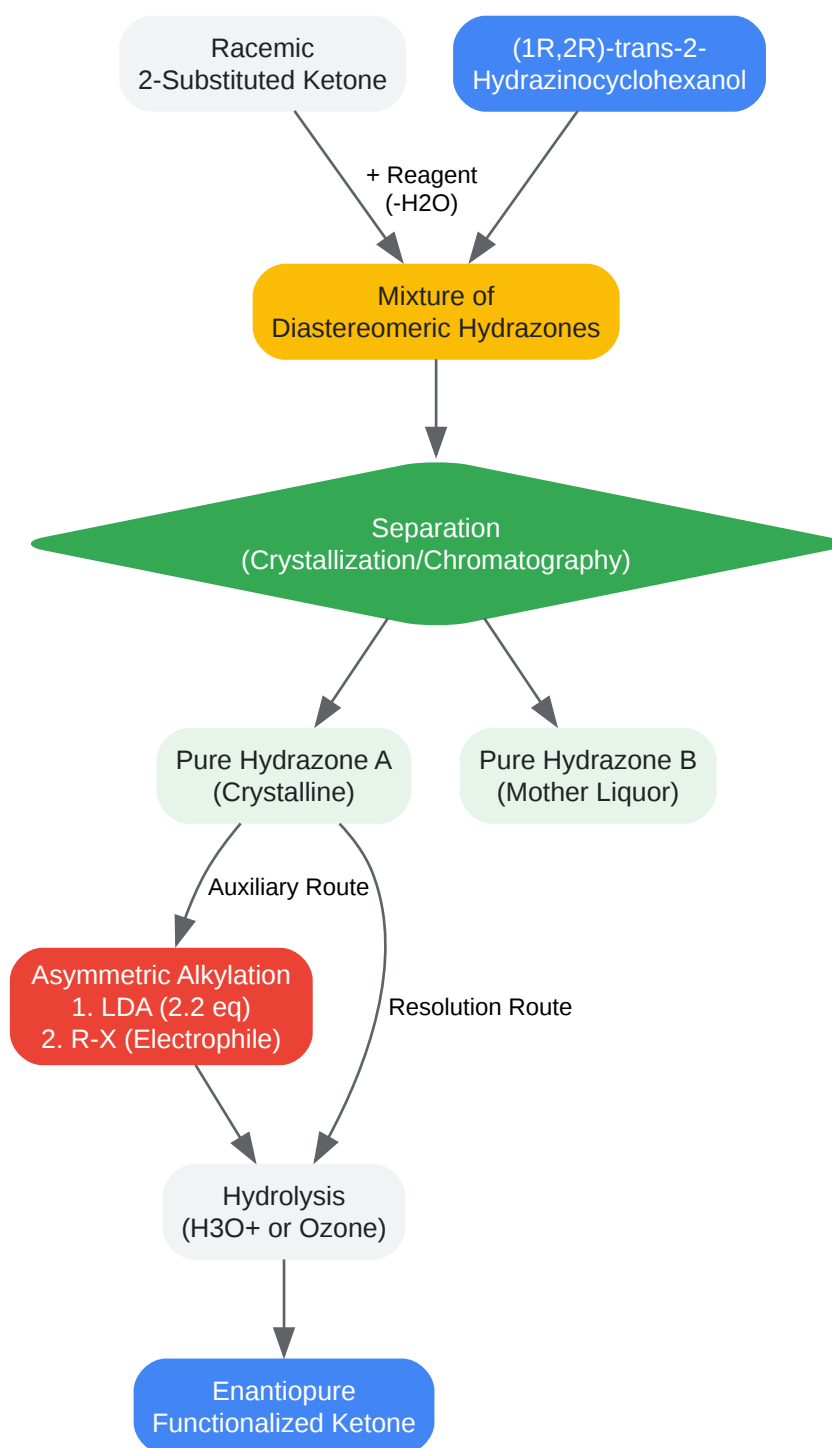 Racemic
2-Substituted Ketone
(1R,2R)-trans-2-
Hydrazinocyclohexanol
+ Reagent
(-H2O)
Mixture of
Diastereomeric Hydrazones
Separation
(Crystallization/Chromatography)
Pure Hydrazone A
(Crystalline)
Pure Hydrazone B
(Mother Liquor)
Auxiliary Route
Asymmetric Alkylation
1. LDA (2.2 eq)
2. R-X (Electrophile)
Resolution Route
Hydrolysis
(H3O+ or Ozone)
Enantiopure
Functionalized Ketone